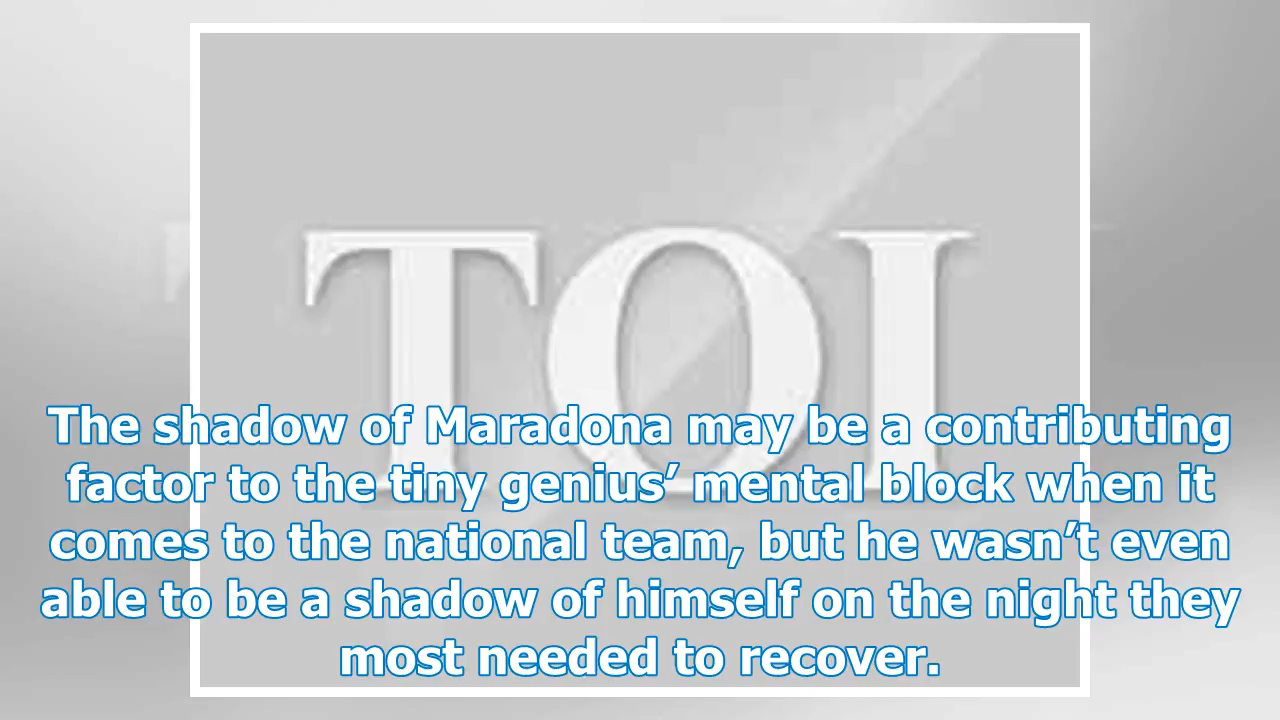 TOI
The shadow of Maradona may be a contributing
factor to the tiny genius’ mental block when it
comes to the national team, but he wasn’t even
able to be a shadow of himself on the night they
most needed to recover.